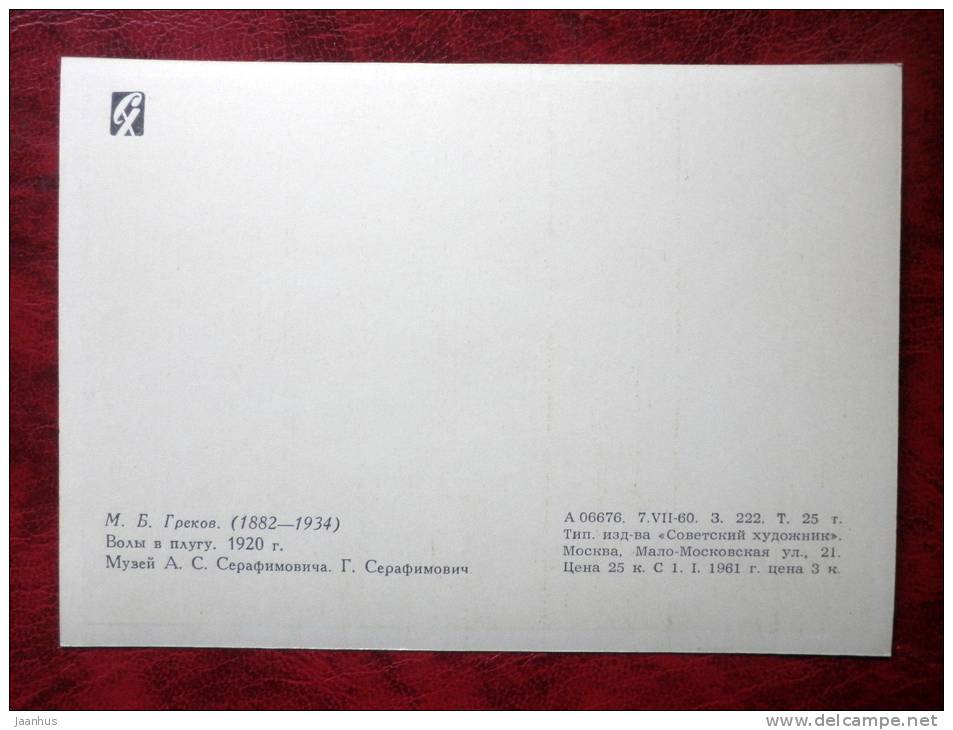 СХ
М. Б. Греков. (1882—1934)
Волы в плугу. 1920 г.
Музей А. С. Серафимовича. Г. Серафимович
А 06676. 7.VII-60. З. 222. Т. 25 т.
Тип. изд-ва «Советский художник».
Москва, Мало-Московская ул., 21.
Цена 25 к. С 1. I. 1961 г. цена 3 к.
jaanhus
www.delcampe.net